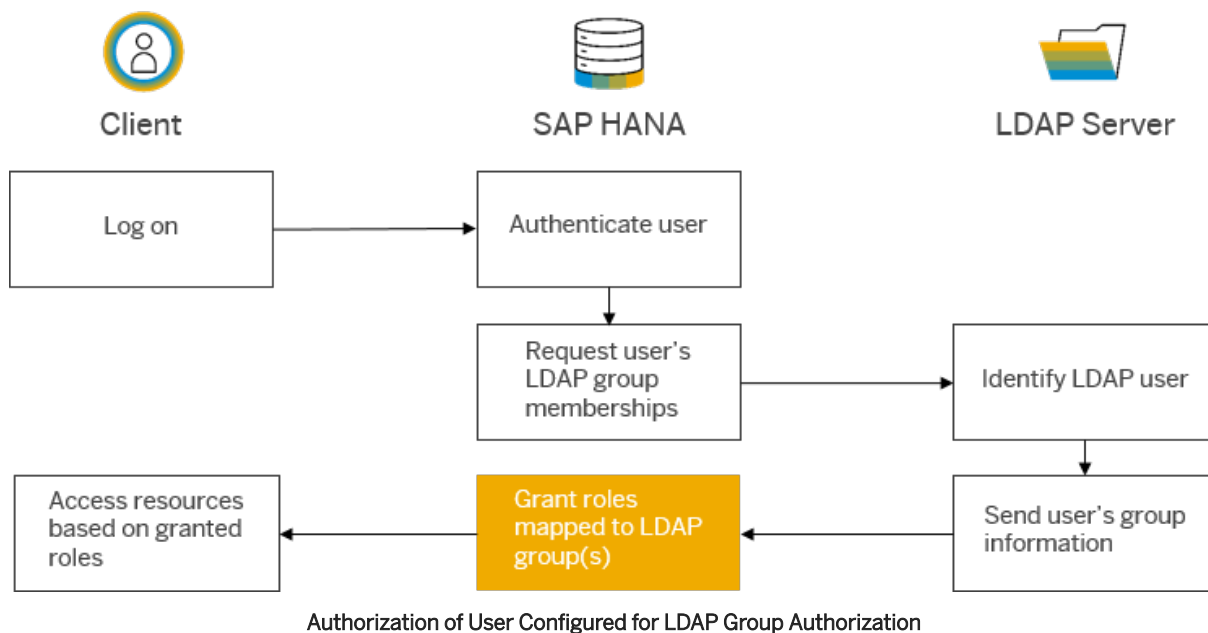 Client
SAP HANA
LDAP Server
Log on
Authenticate user
Request user's
LDAP group
memberships
Identify LDAP user
Access resources
based on granted
roles
Grant roles
mapped to LDAP
group(s)
Send user's group
information
Authorization of User Configured for LDAP Group Authorization